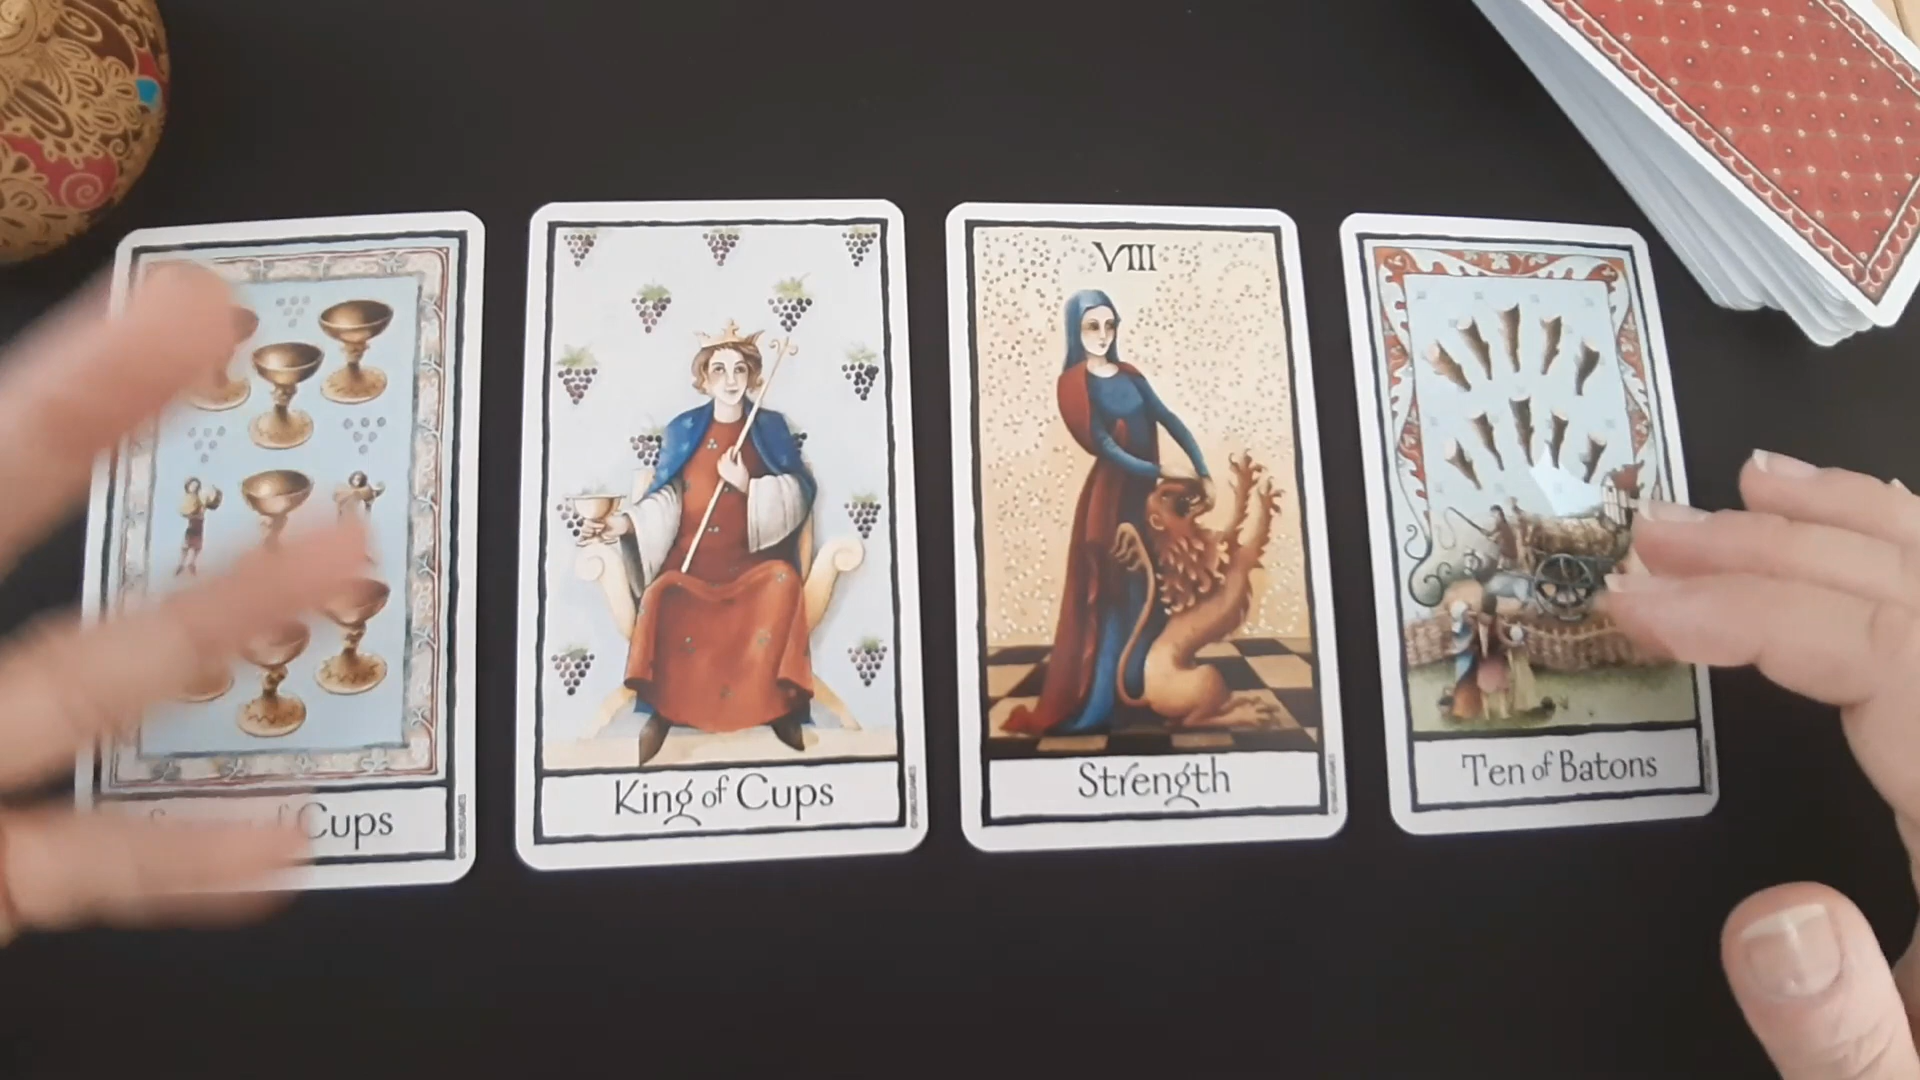 Cups
King of Cups
VIII
Strength
Ten of Batons